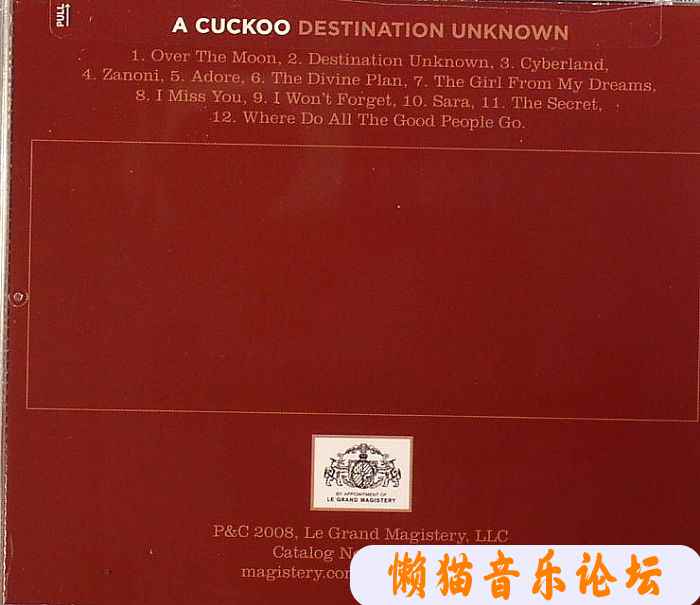 PULL
A CUCKOO DESTINATION UNKNOWN
1. Over The Moon, 2. Destination Unknown, 3. Cyberland,
4. Zanoni, 5. Adore, 6. The Divine Plan, 7. The Girl From My Dreams,
8. I Miss You, 9. I Won't Forget, 10. Sara, 11. The Secret,
12. Where Do All The Good People Go.
BY APPOINTMENT OF
LE GRAND MAGISTERY
P&C 2008, Le Grand Magistery, LLC
Catalog
magistery.com
懒猫音乐论坛